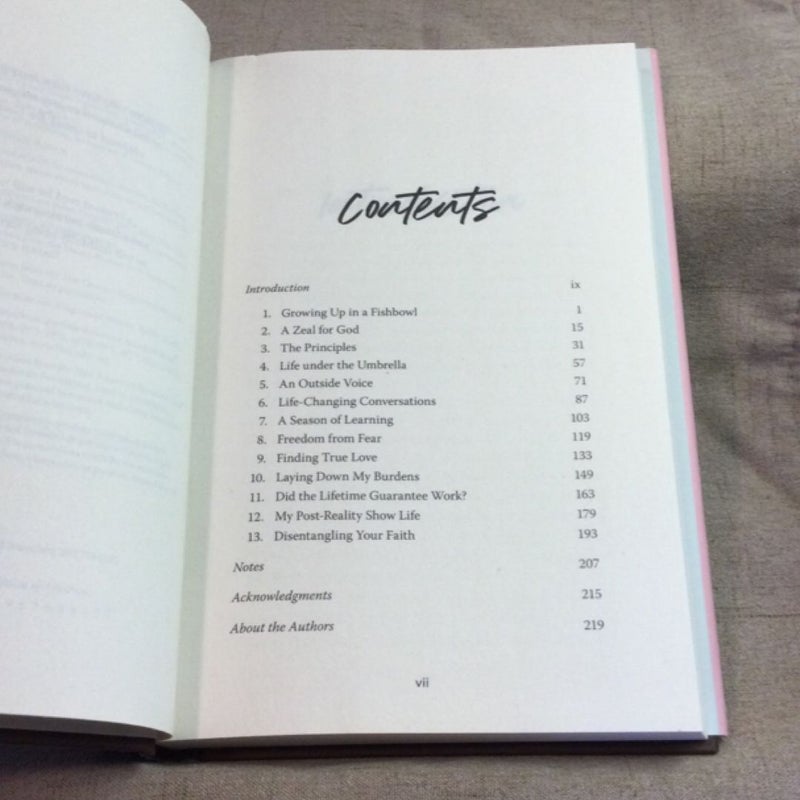 Contents
Introduction ix
1. Growing Up in a Fishbowl 1
2. A Zeal for God 15
3. The Principles 31
4. Life under the Umbrella 57
5. An Outside Voice 71
6. Life-Changing Conversations 87
7. A Season of Learning 103
8. Freedom from Fear 119
9. Finding True Love 133
10. Laying Down My Burdens 149
11. Did the Lifetime Guarantee Work? 163
12. My Post-Reality Show Life 179
13. Disentangling Your Faith 193
Notes 207
Acknowledgments 215
About the Authors 219
vii